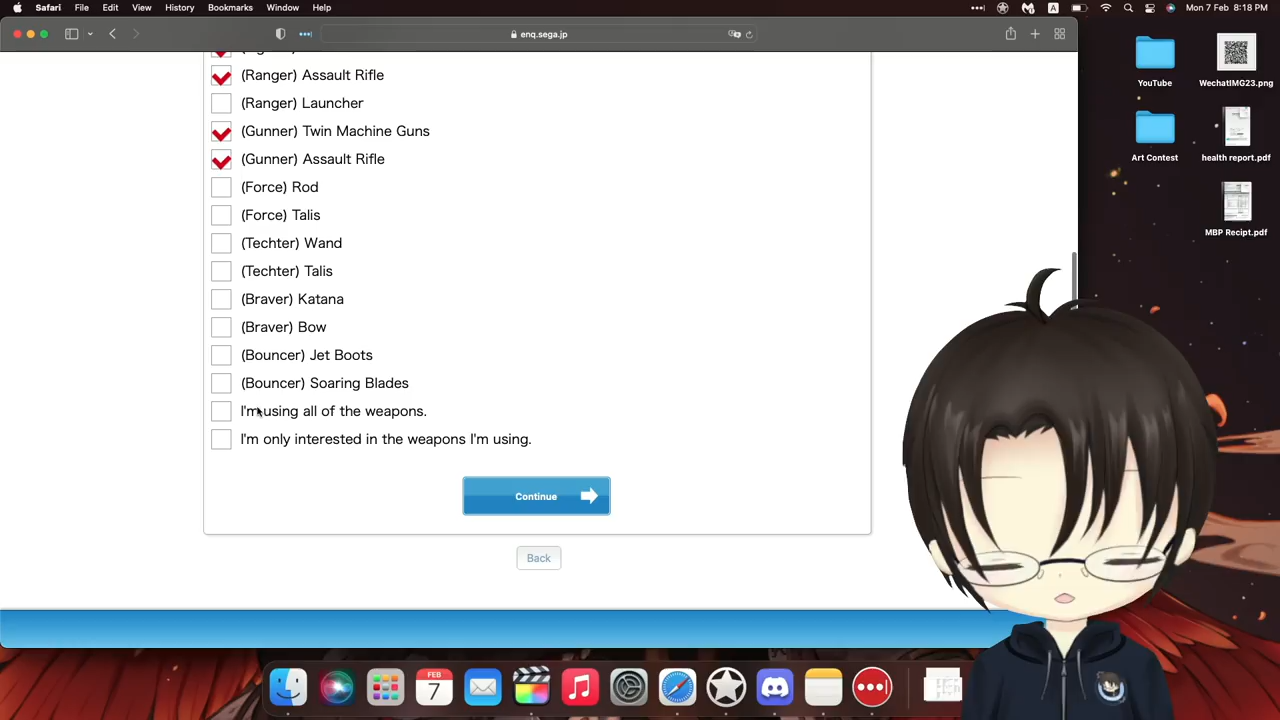 Safari File Edit View History Bookmarks Window Help
A Mon 7 Feb 8:18 PM
enq.sega.jp
(Ranger) Assault Rifle
(Ranger) Launcher
(Gunner) Twin Machine Guns
(Gunner) Assault Rifle
(Force) Rod
(Force) Talis
(Techter) Wand
(Techter) Talis
(Braver) Katana
(Braver) Bow
(Bouncer) Jet Boots
(Bouncer) Soaring Blades
I'm using all of the weapons.
I'm only interested in the weapons I'm using.
Continue
Back
YouTube
WechatIMG23.png
Art Contest
health report.pdf
MBP Recipt.pdf
FEB
7